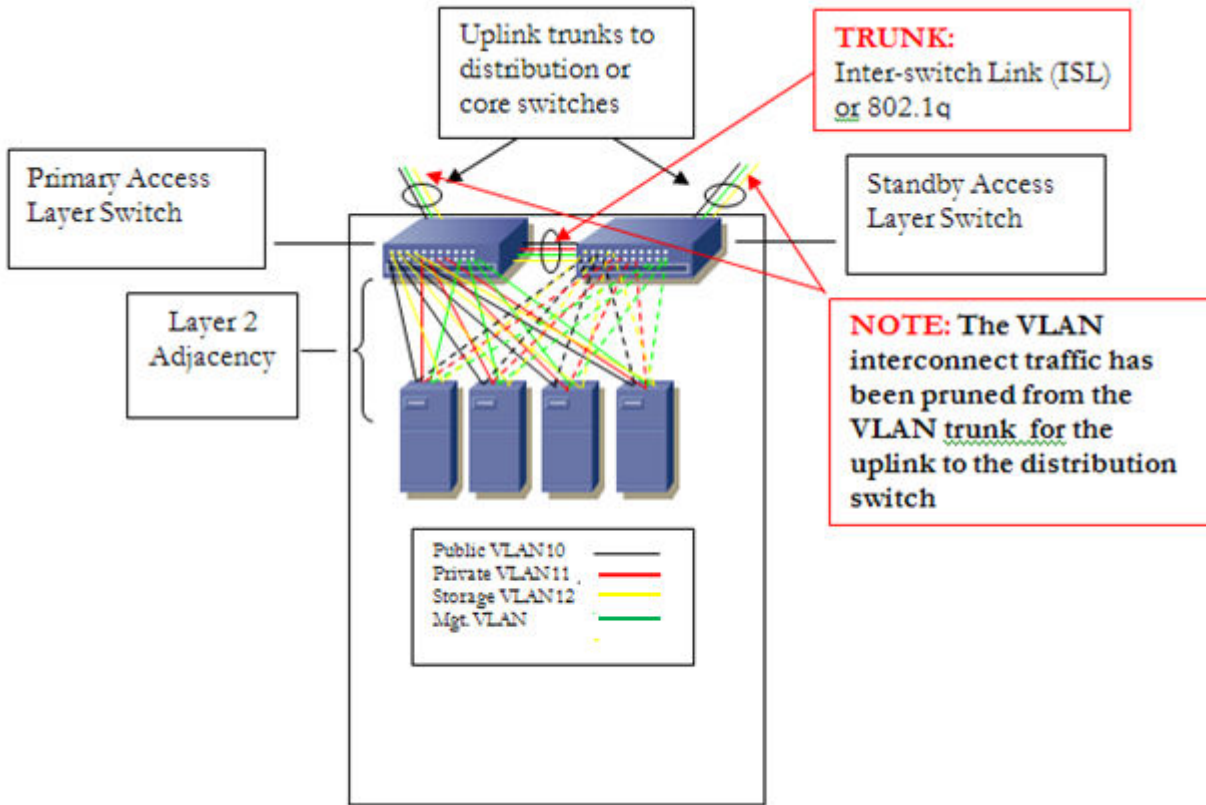 Uplink trunks to
distribution or
core switches
TRUNK:
Inter-switch Link (ISL)
or 802.1q
Primary Access
Layer Switch
Standby Access
Layer Switch
Layer 2
Adjacency
NOTE: The VLAN
interconnect traffic has
been pruned from the
VLAN trunk for the
uplink to the distribution
switch
Public VLAN10
Private VLAN11
Storage VLAN12
Mgt. VLAN